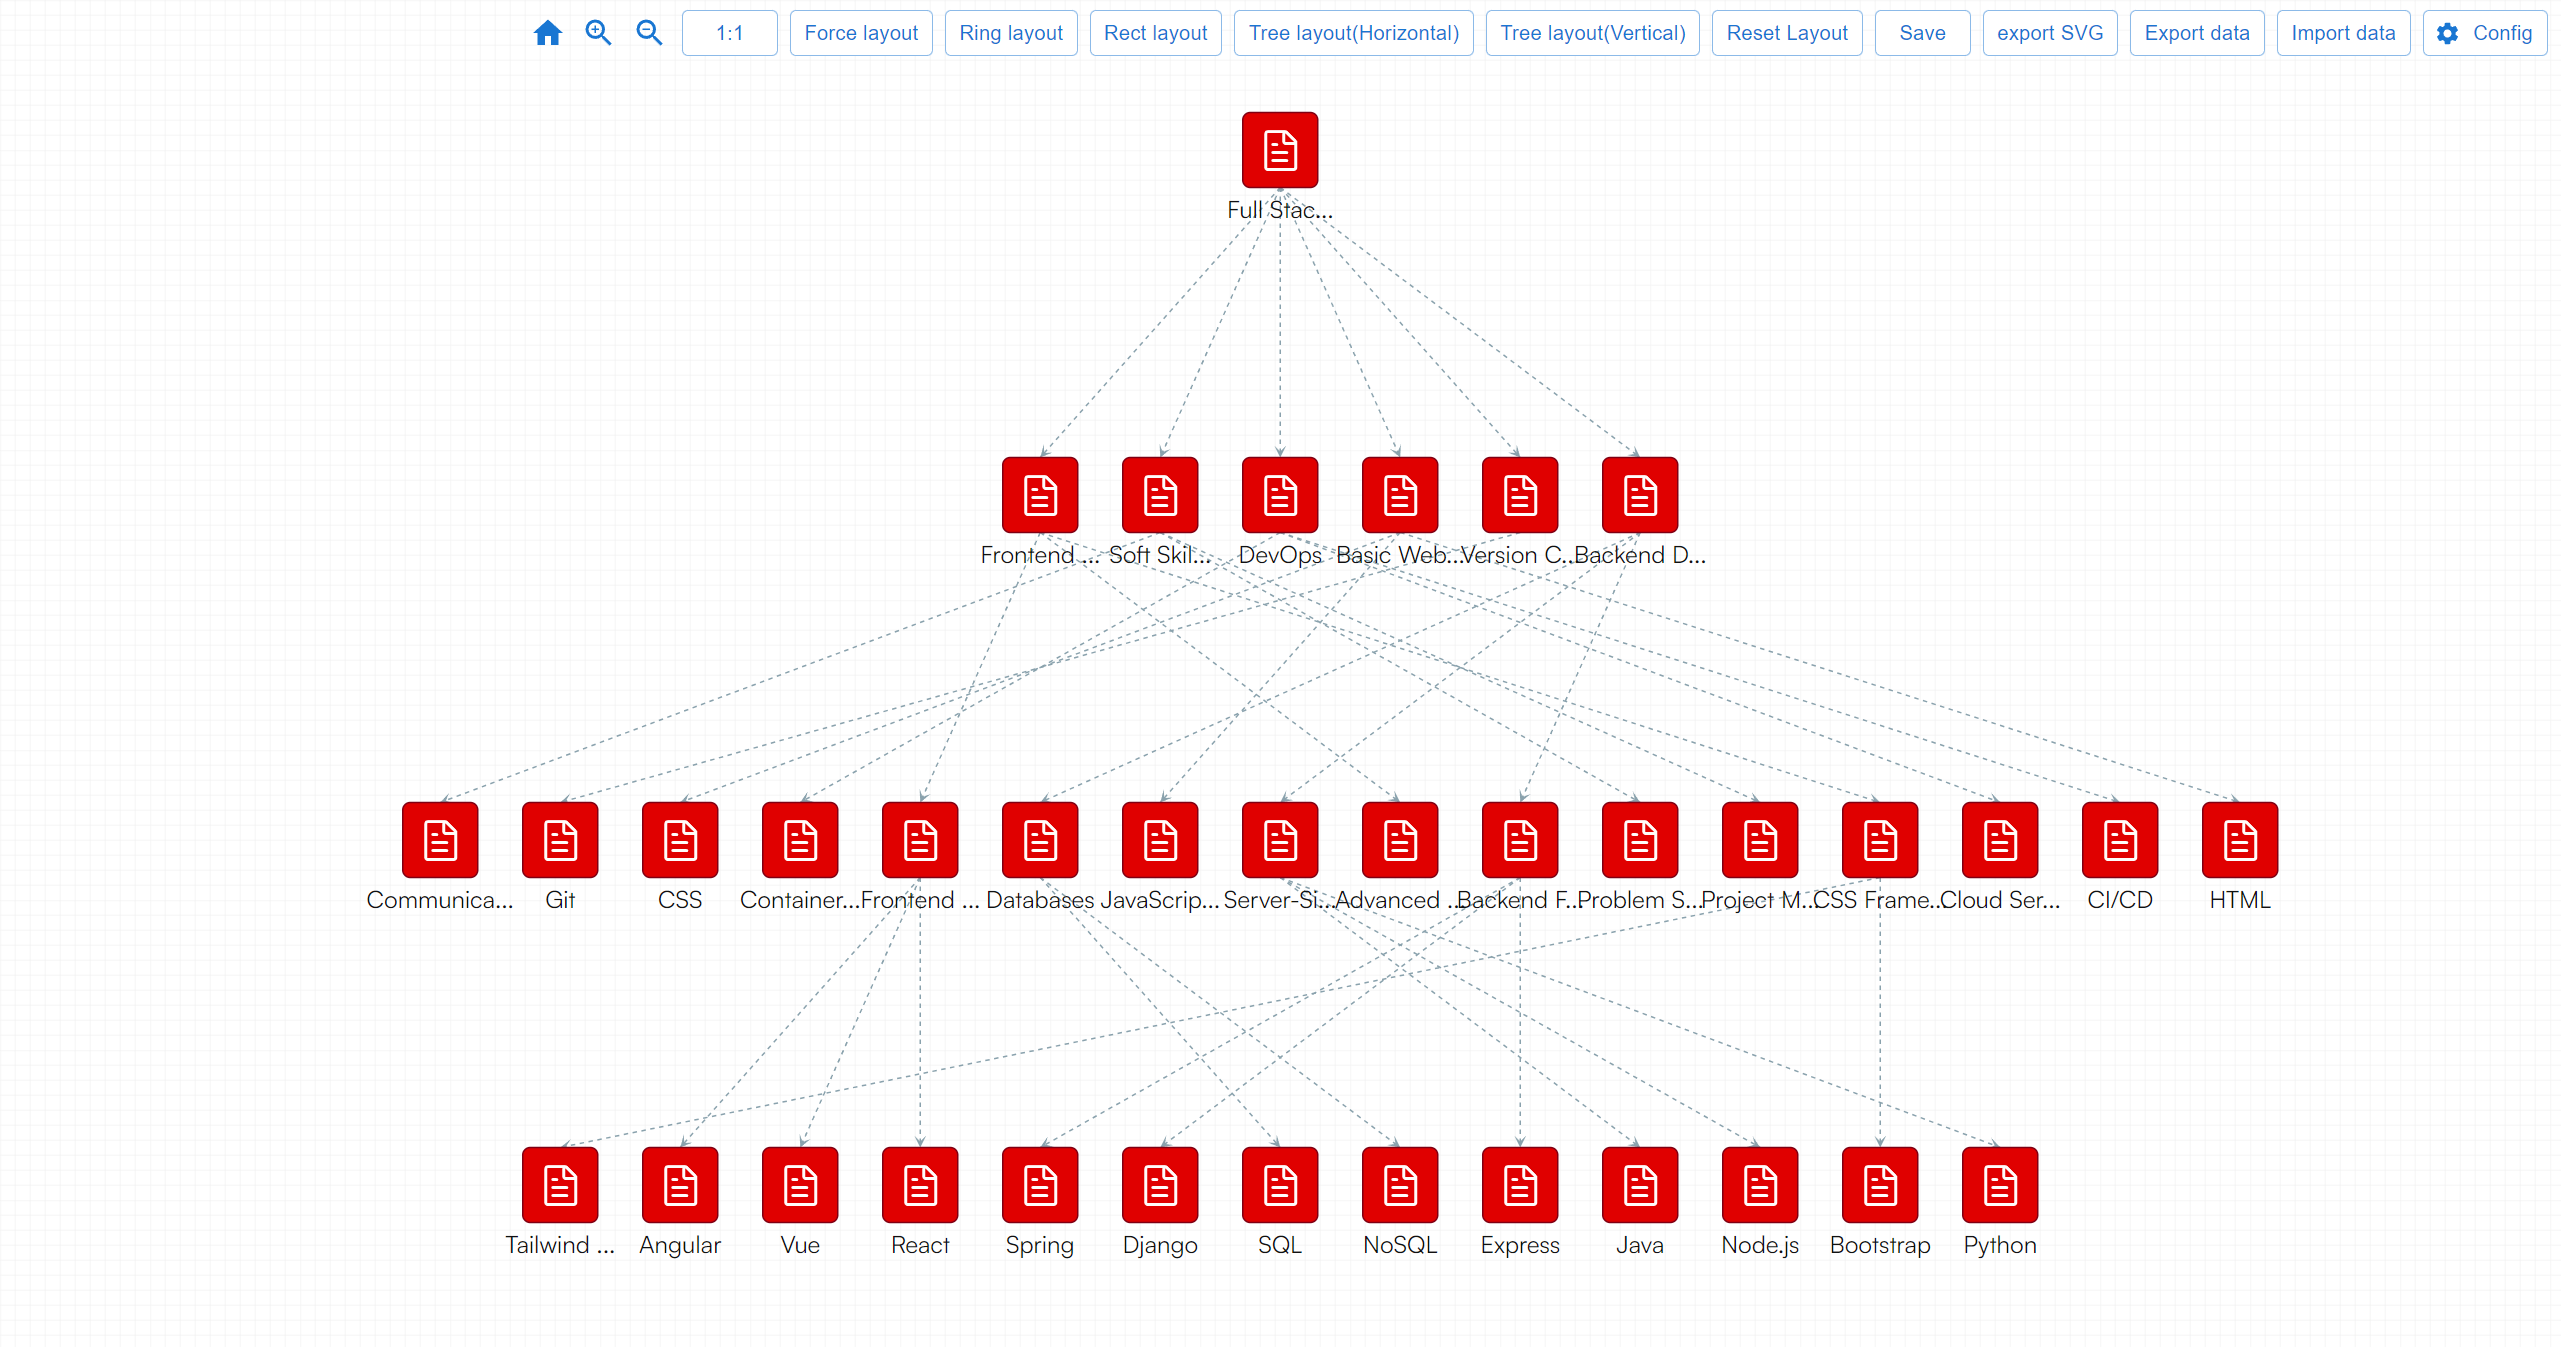 1:1
Force layout
Ring layout
Rect layout
Tree layout(Horizontal)
Tree layout(Vertical)
Reset Layout
Save
export SVG
Export data
Import data
Config
Full Stac...
Frontend ...
Soft Skil...
DevOps
Basic Web...
Version C...
Backend D...
Communica...
Git
CSS
Container...
Frontend ...
Databases
JavaScrip...
Server-Si...
Advanced ...
Backend F...
Problem S...
Project M...
CSS Frame...
Cloud Ser...
CI/CD
HTML
Tailwind ...
Angular
Vue
React
Spring
Django
SQL
NoSQL
Express
Java
Node.js
Bootstrap
Python